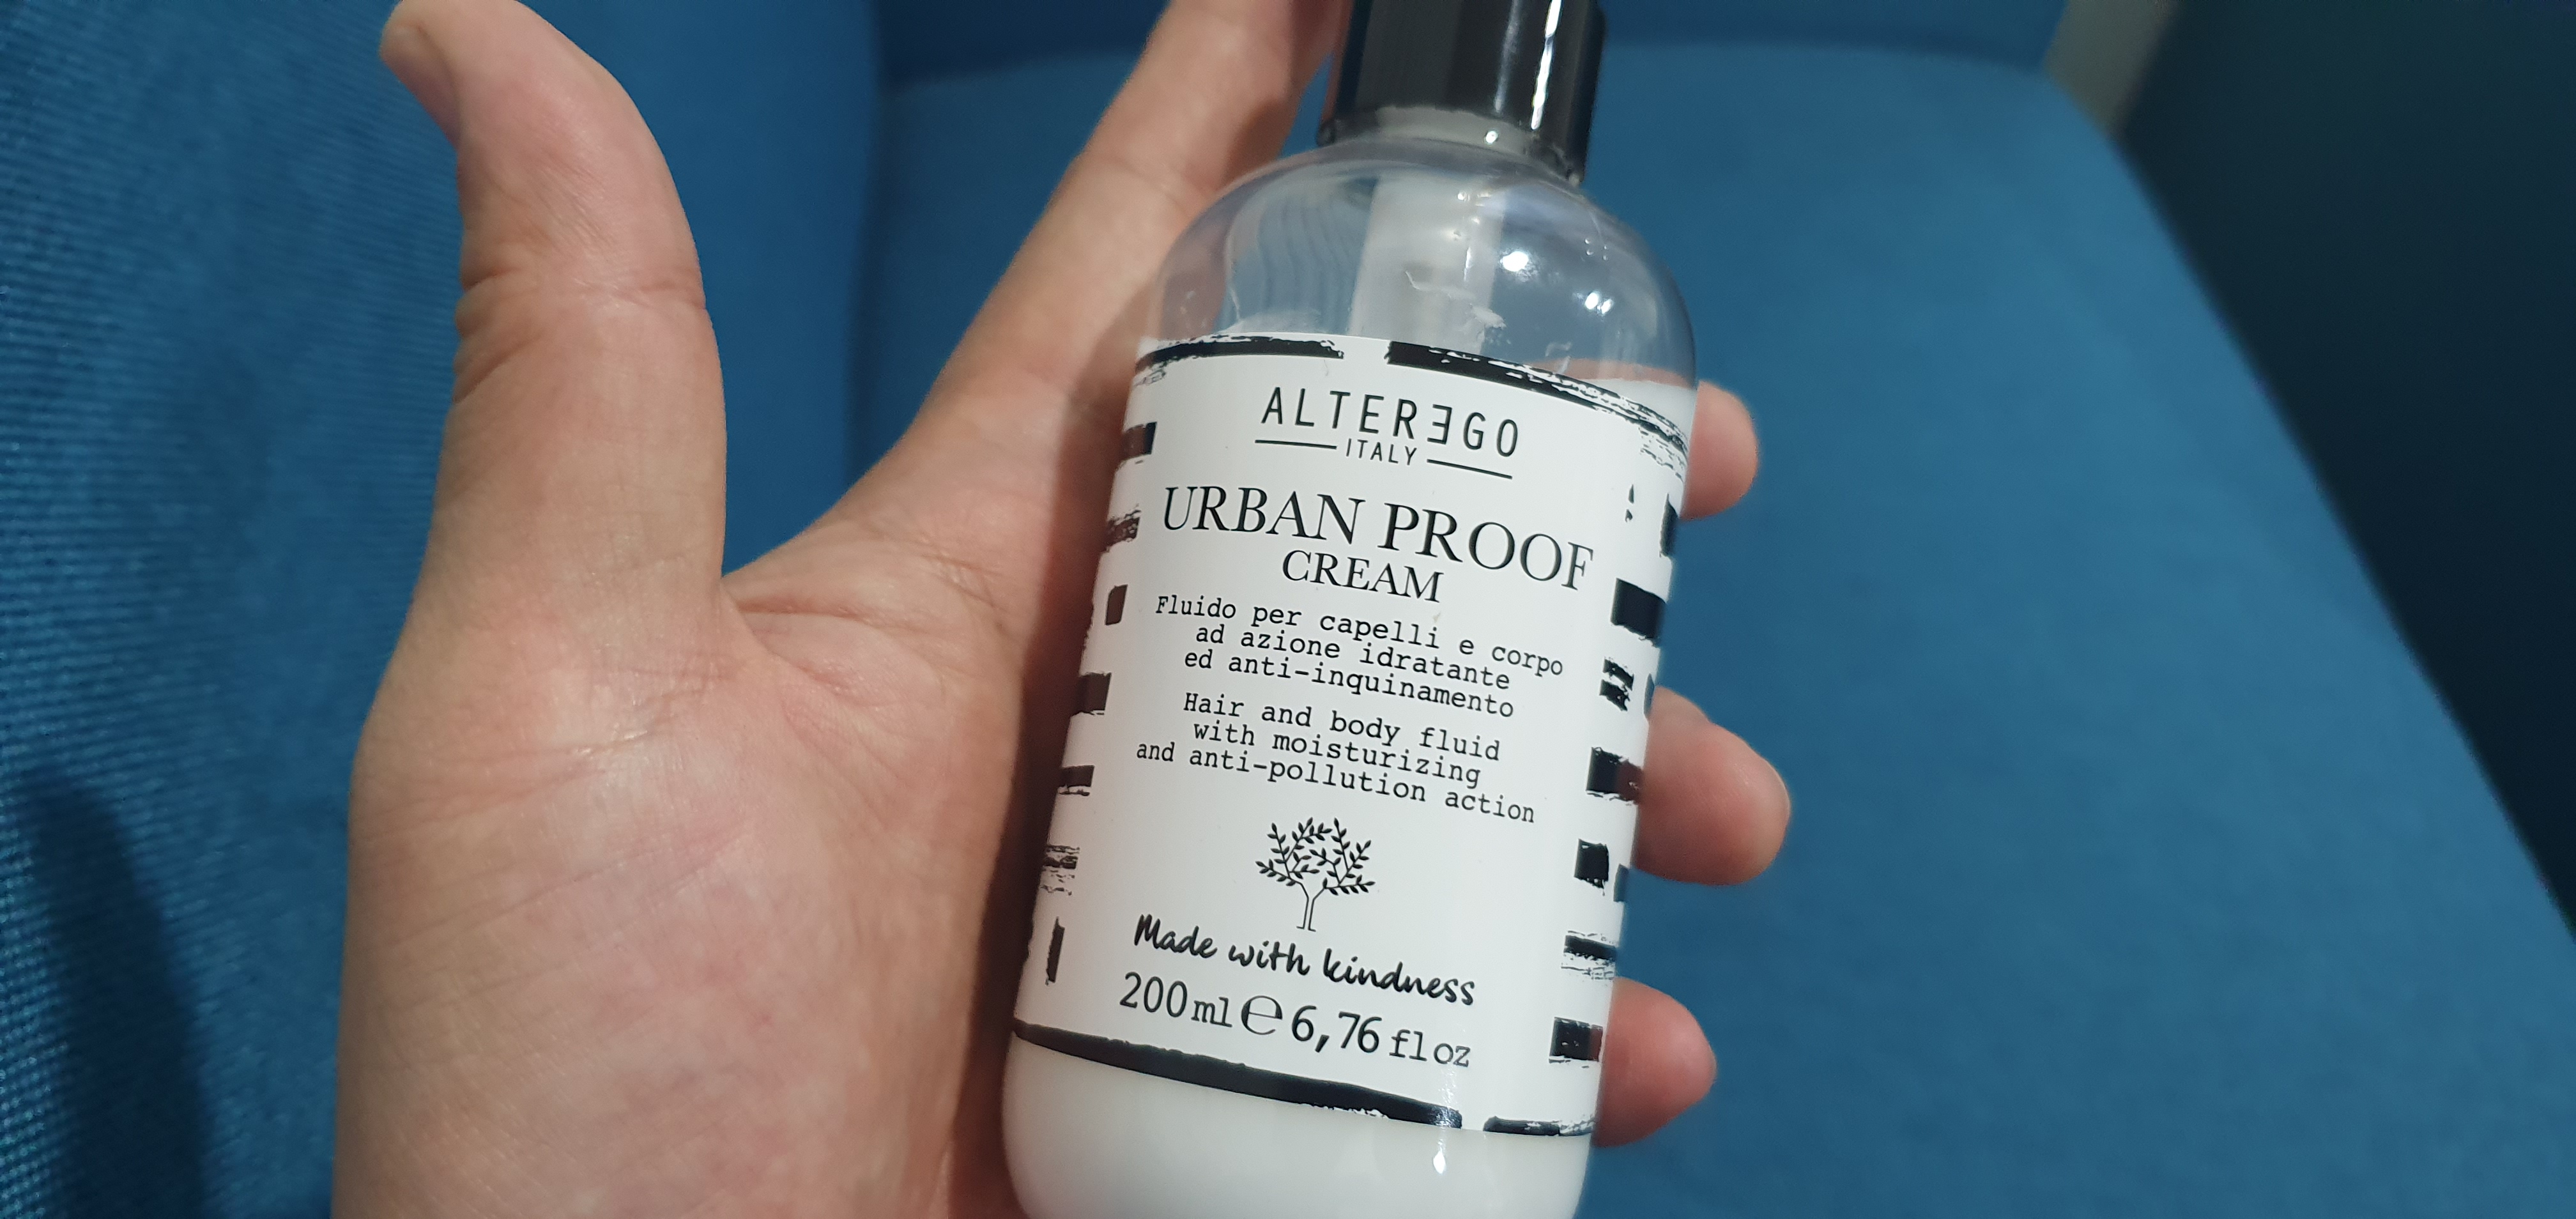 ALTERƎGO
ITALY
URBAN PROOF
CREAM
Fluido per capelli e corpo
ad azione idratante
ed anti-inquinamento
Hair and body fluid
with moisturizing
and anti-pollution action
Made with kindness
200ml ℮ 6,76 fl oz